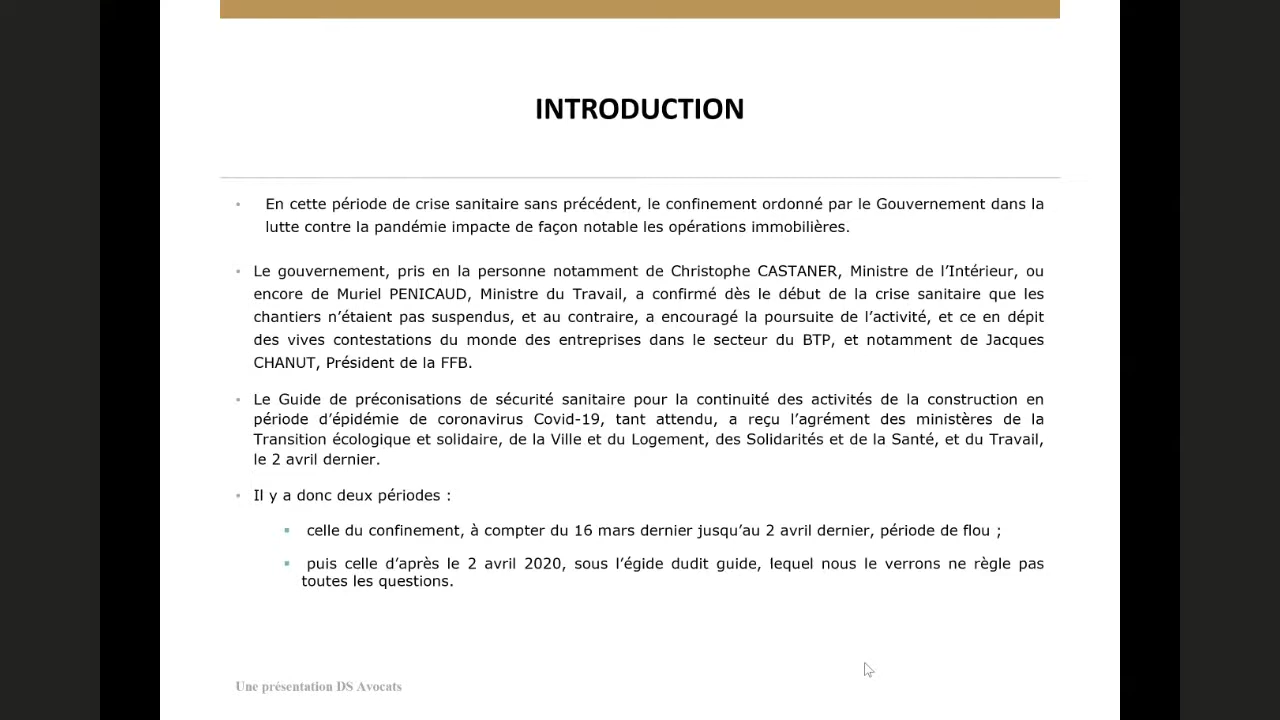 INTRODUCTION
En cette période de crise sanitaire sans précédent, le confinement ordonné par le Gouvernement dans la
lutte contre la pandémie impacte de façon notable les opérations immobilières.
Le gouvernement, pris en la personne notamment de Christophe CASTANER, Ministre de l’Intérieur, ou
encore de Muriel PENICAUD, Ministre du Travail, a confirmé dès le début de la crise sanitaire que les
chantiers n’étaient pas suspendus, et au contraire, a encouragé la poursuite de l’activité, et ce en dépit
des vives contestations du monde des entreprises dans le secteur du BTP, et notamment de Jacques
CHANUT, Président de la FFB.
Le Guide de préconisations de sécurité sanitaire pour la continuité des activités de la construction en
période d’épidémie de coronavirus Covid-19, tant attendu, a reçu l’agrément des ministères de la
Transition écologique et solidaire, de la Ville et du Logement, des Solidarités et de la Santé, et du Travail,
le 2 avril dernier.
Il y a donc deux périodes :
celle du confinement, à compter du 16 mars dernier jusqu’au 2 avril dernier, période de flou ;
puis celle d’après le 2 avril 2020, sous l’égide dudit guide, lequel nous le verrons ne règle pas
toutes les questions.
Une présentation DS Avocats